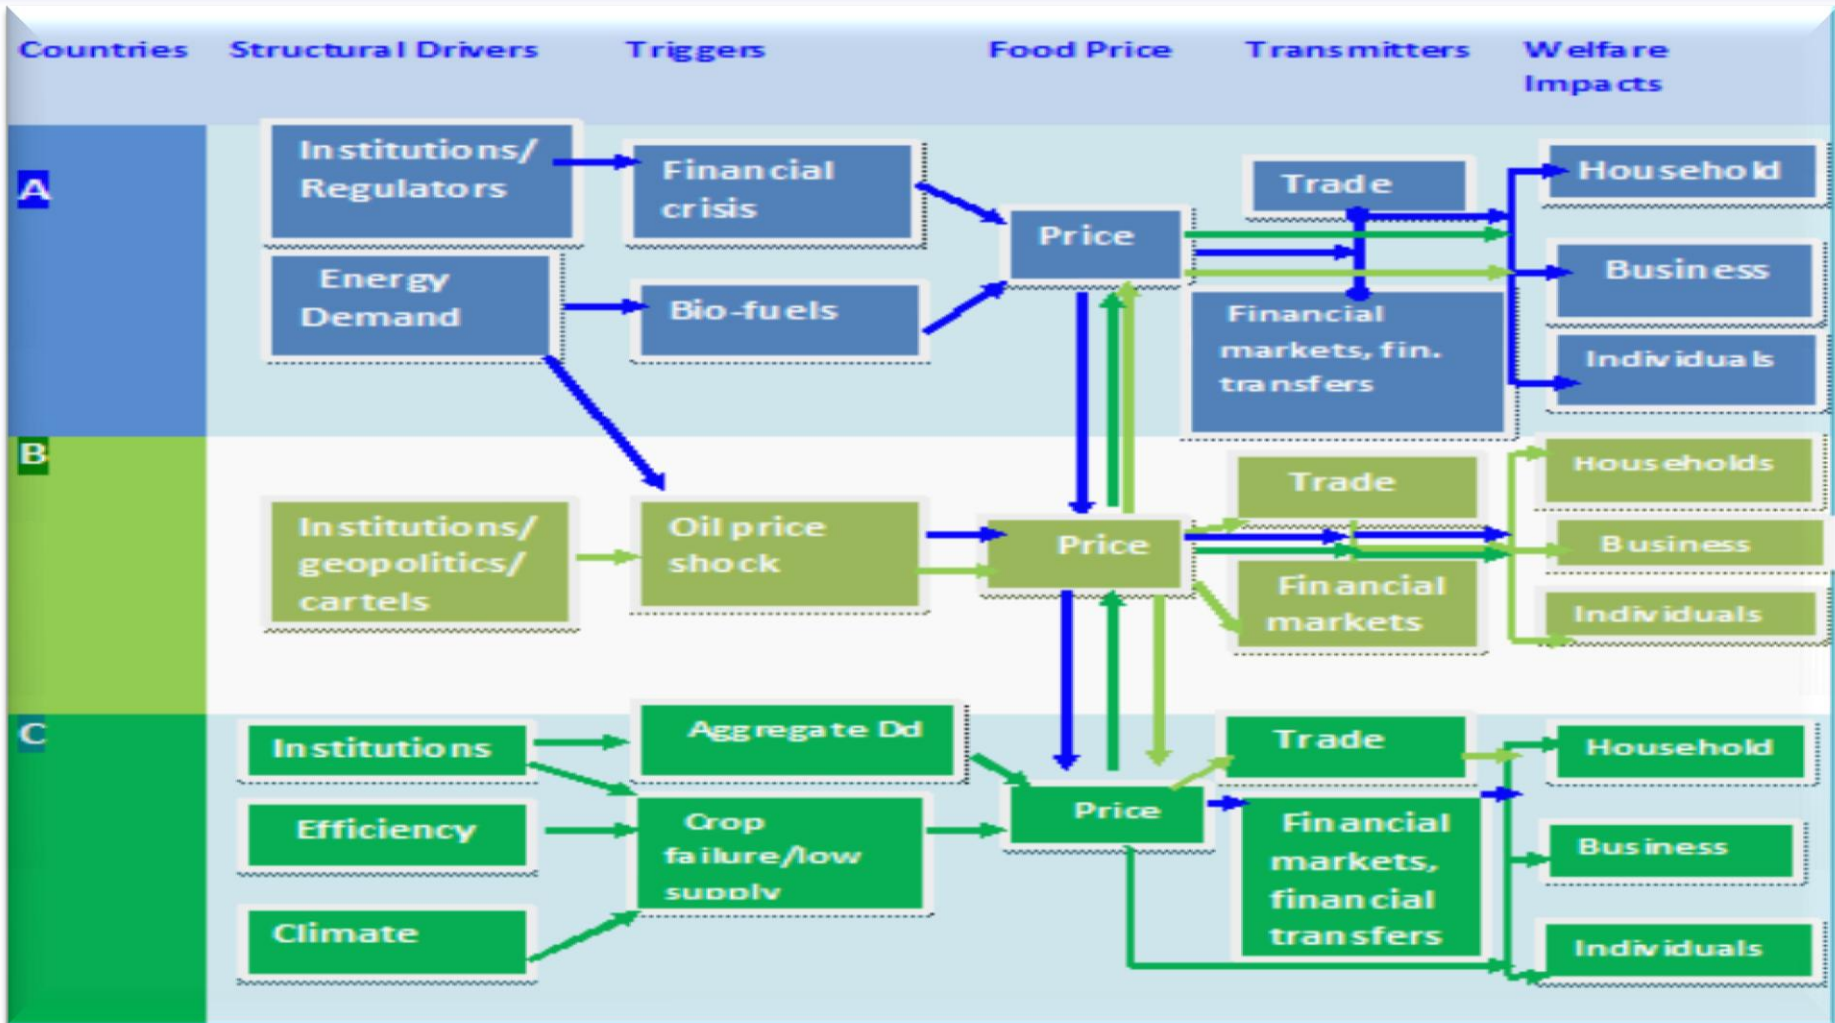 Countries
Structural Drivers
Triggers
Food Price
Transmitters
Welfare
Impacts
A
Institutions/
Regulators
Financial
crisis
Price
Trade
Household
Energy
Demand
Bio-fuels
Financial
markets, fin.
transfers
Business
Individuals
B
Institutions/
geopolitics/
cartels
Oil price
shock
Price
Trade
Financial
markets
Households
Business
Individuals
C
Institutions
Efficiency
Climate
Aggregate Dd
Crop
failure/low
supply
Price
Trade
Financial
markets,
financial
transfers
Household
Business
Individuals